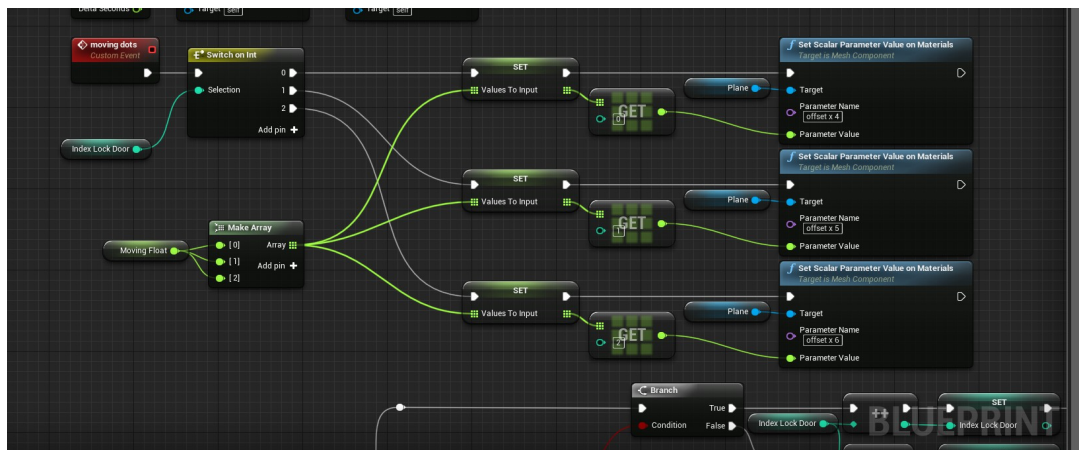 Delta Seconds
Target self
Target self
moving dots
Custom Event
Switch on Int
0
Selection
1
2
Add pin +
Index Lock Door
Make Array
[0]
Array
[1]
Add pin +
[2]
Moving Float
SET
Values To Input
GET
0
Plane
Set Scalar Parameter Value on Materials
Target is Mesh Component
Target
Parameter Name
offset x 4
Parameter Value
SET
Values To Input
GET
1
Plane
Set Scalar Parameter Value on Materials
Target is Mesh Component
Target
Parameter Name
offset x 5
Parameter Value
SET
Values To Input
GET
2
Plane
Set Scalar Parameter Value on Materials
Target is Mesh Component
Target
Parameter Name
offset x 6
Parameter Value
Branch
True
Condition
False
Index Lock Door
++
SET
Index Lock Door
BLUEPRINT